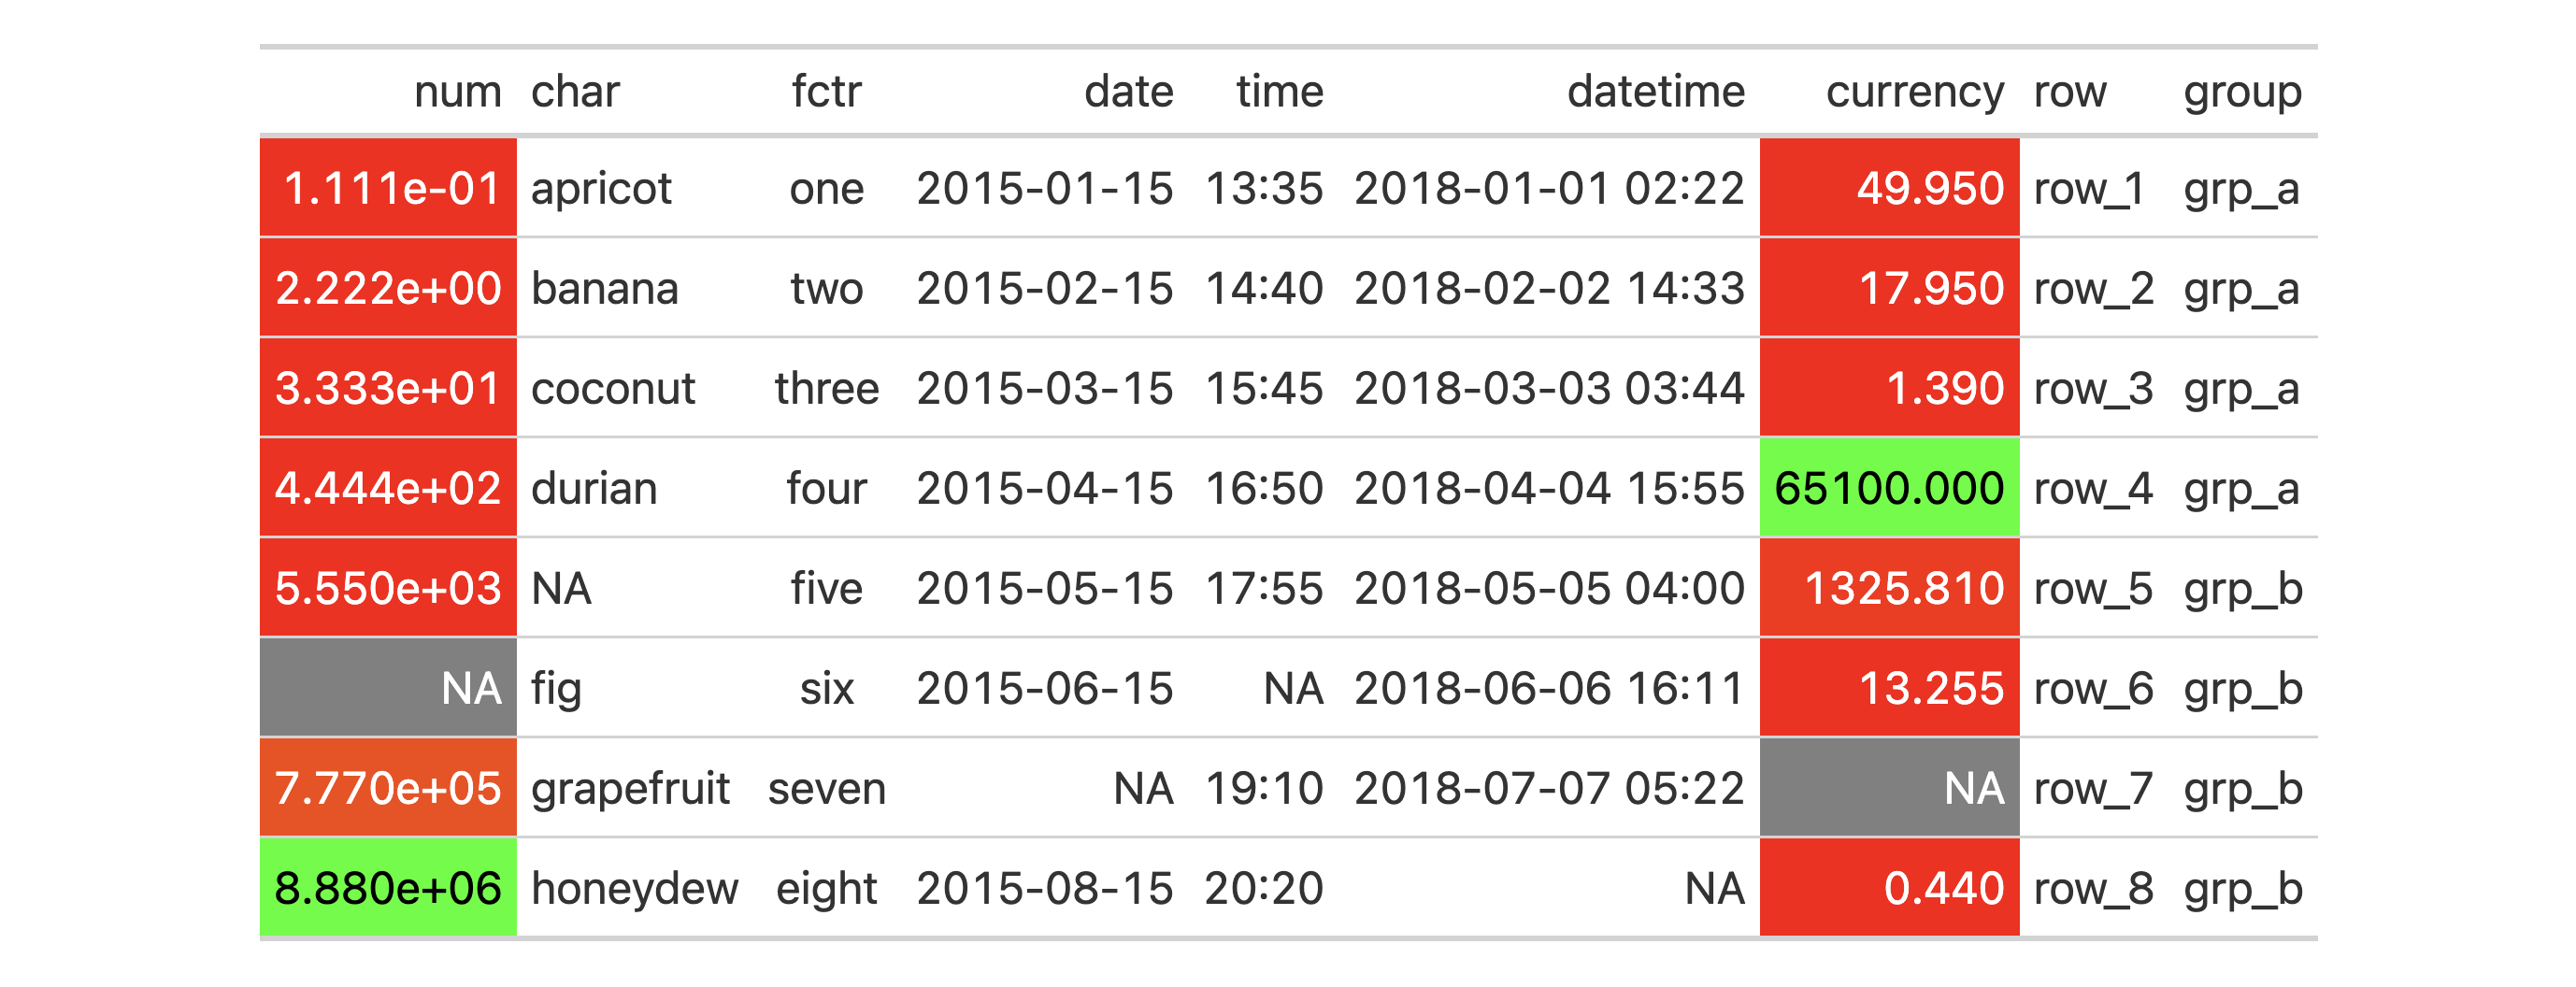 num char fctr date time datetime currency row group
1.111e-01 apricot one 2015-01-15 13:35 2018-01-01 02:22 49.950 row_1 grp_a
2.222e+00 banana two 2015-02-15 14:40 2018-02-02 14:33 17.950 row_2 grp_a
3.333e+01 coconut three 2015-03-15 15:45 2018-03-03 03:44 1.390 row_3 grp_a
4.444e+02 durian four 2015-04-15 16:50 2018-04-04 15:55 65100.000 row_4 grp_a
5.550e+03 NA five 2015-05-15 17:55 2018-05-05 04:00 1325.810 row_5 grp_b
NA fig six 2015-06-15 NA 2018-06-06 16:11 13.255 row_6 grp_b
7.770e+05 grapefruit seven NA 19:10 2018-07-07 05:22 NA row_7 grp_b
8.880e+06 honeydew eight 2015-08-15 20:20 NA 0.440 row_8 grp_b